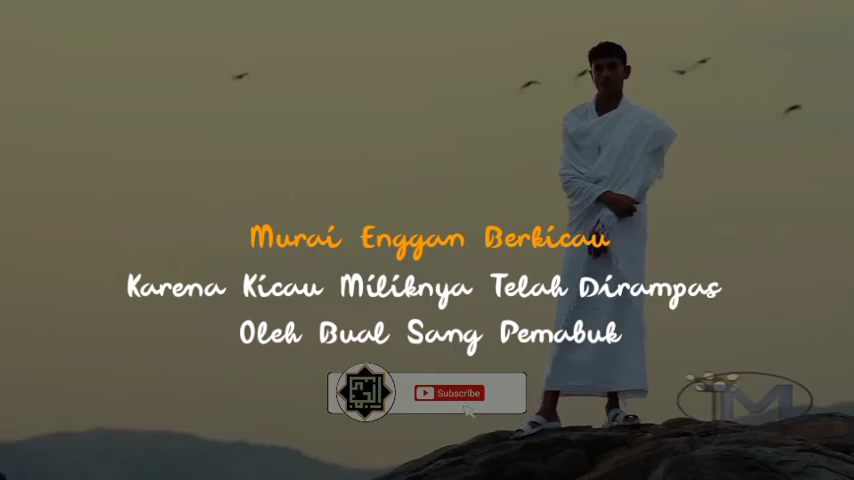 Murai Enggan Berkicau
Karena Kicau Miliknya Telah Dirampas
Oleh Bual Sang Pemabuk
Subscribe